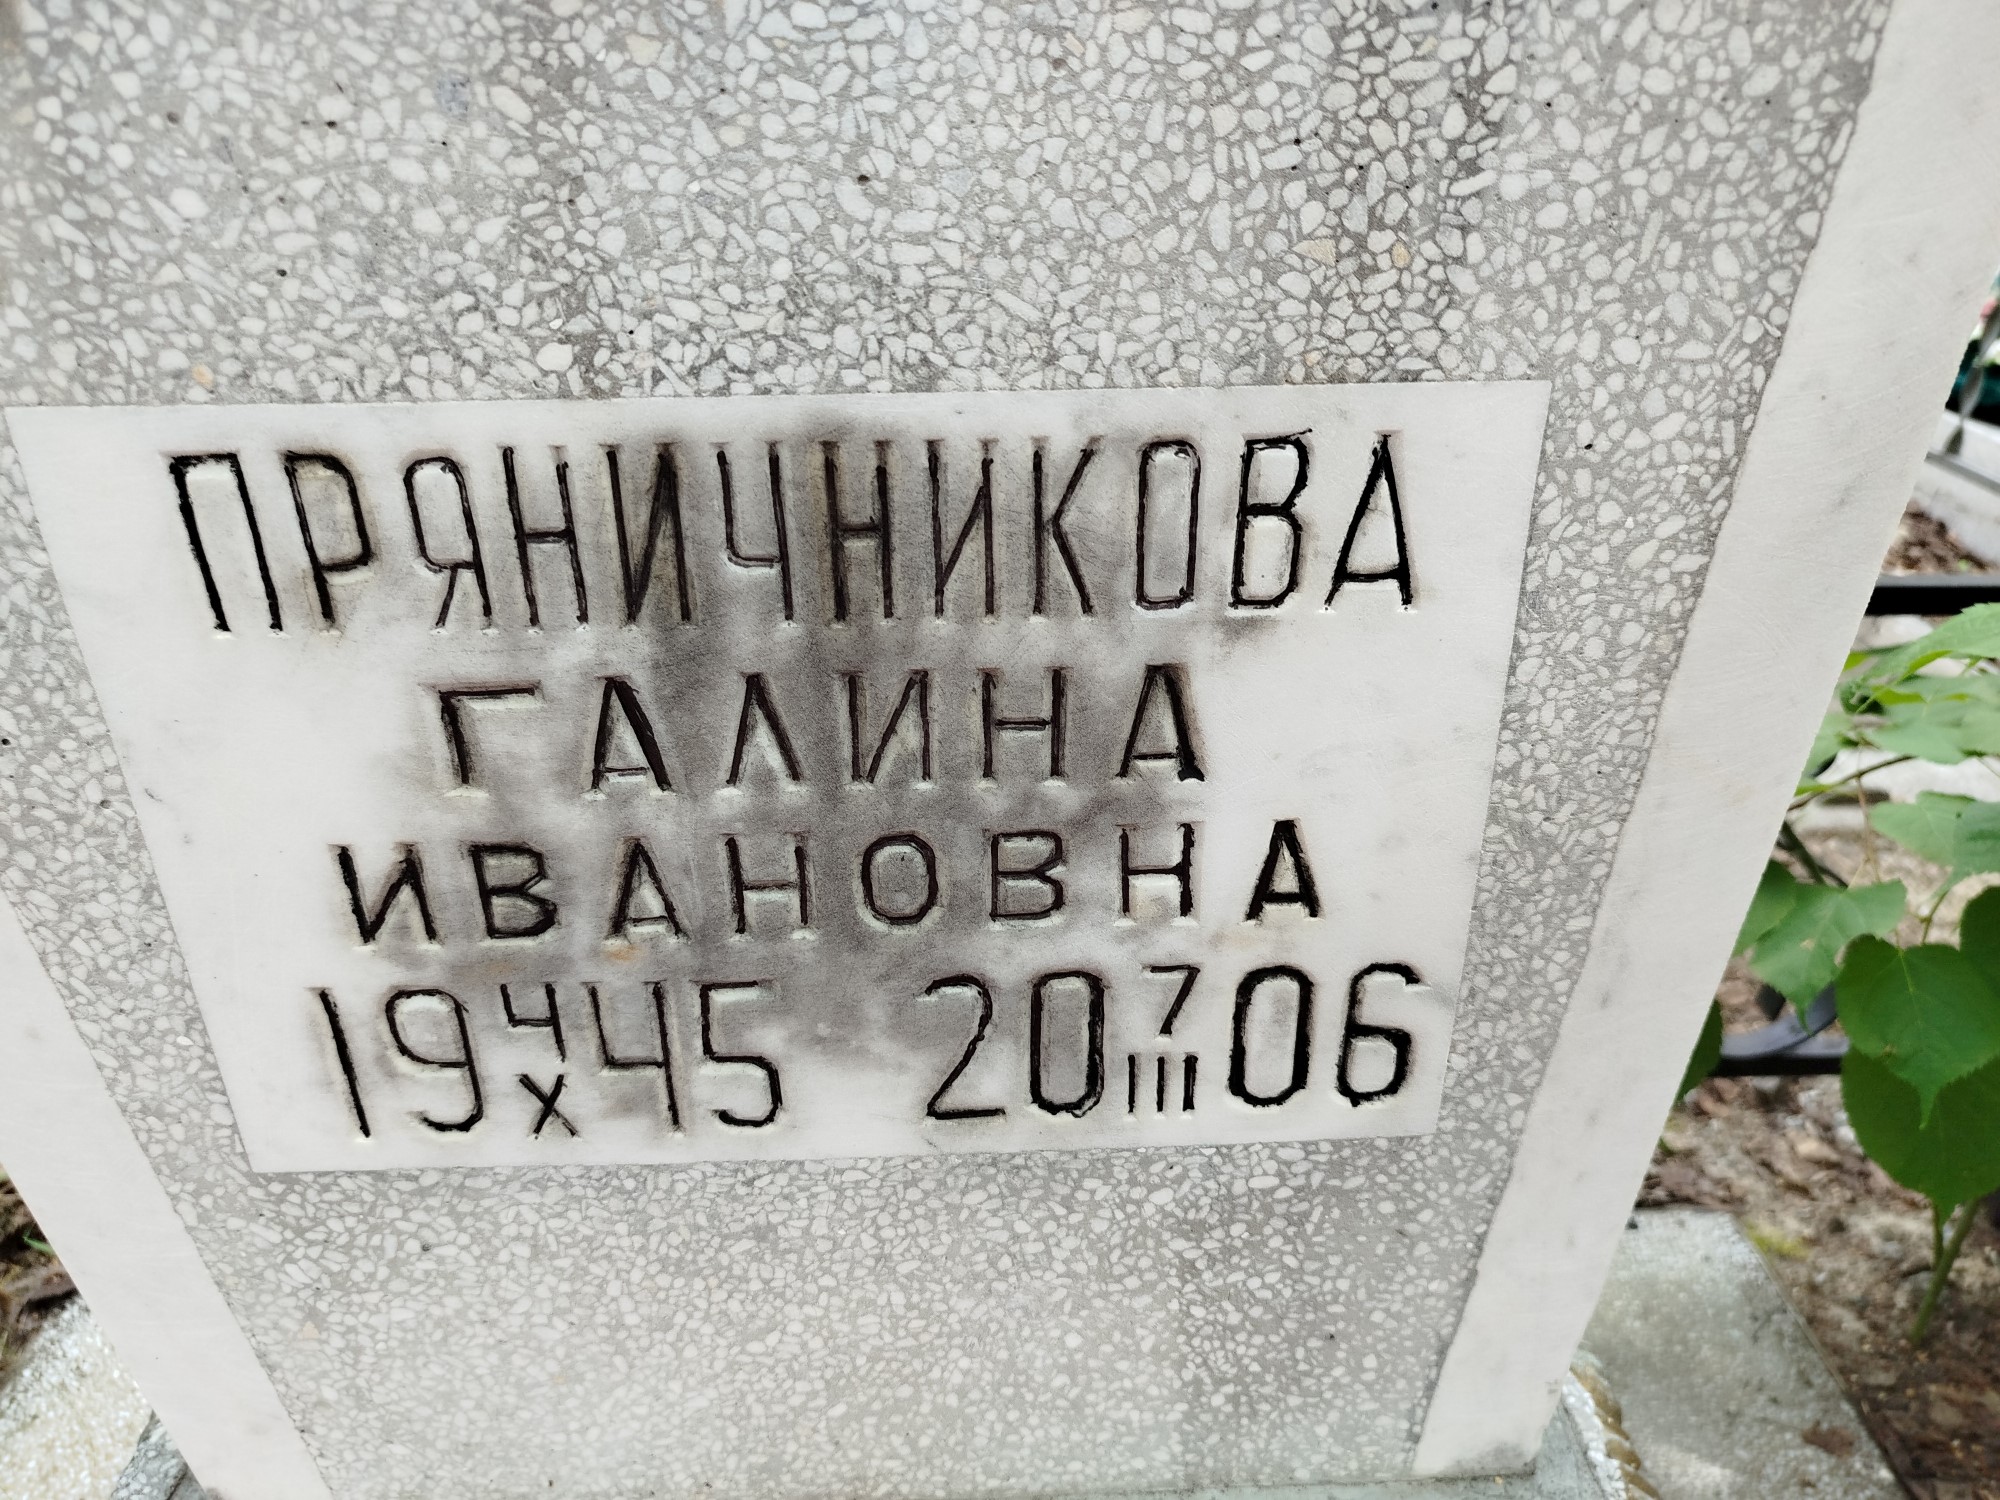 ПРЯНИЧНИКОВА
ГАЛИНА
ИВАНОВНА
19 4/X 45 20 7/III 06